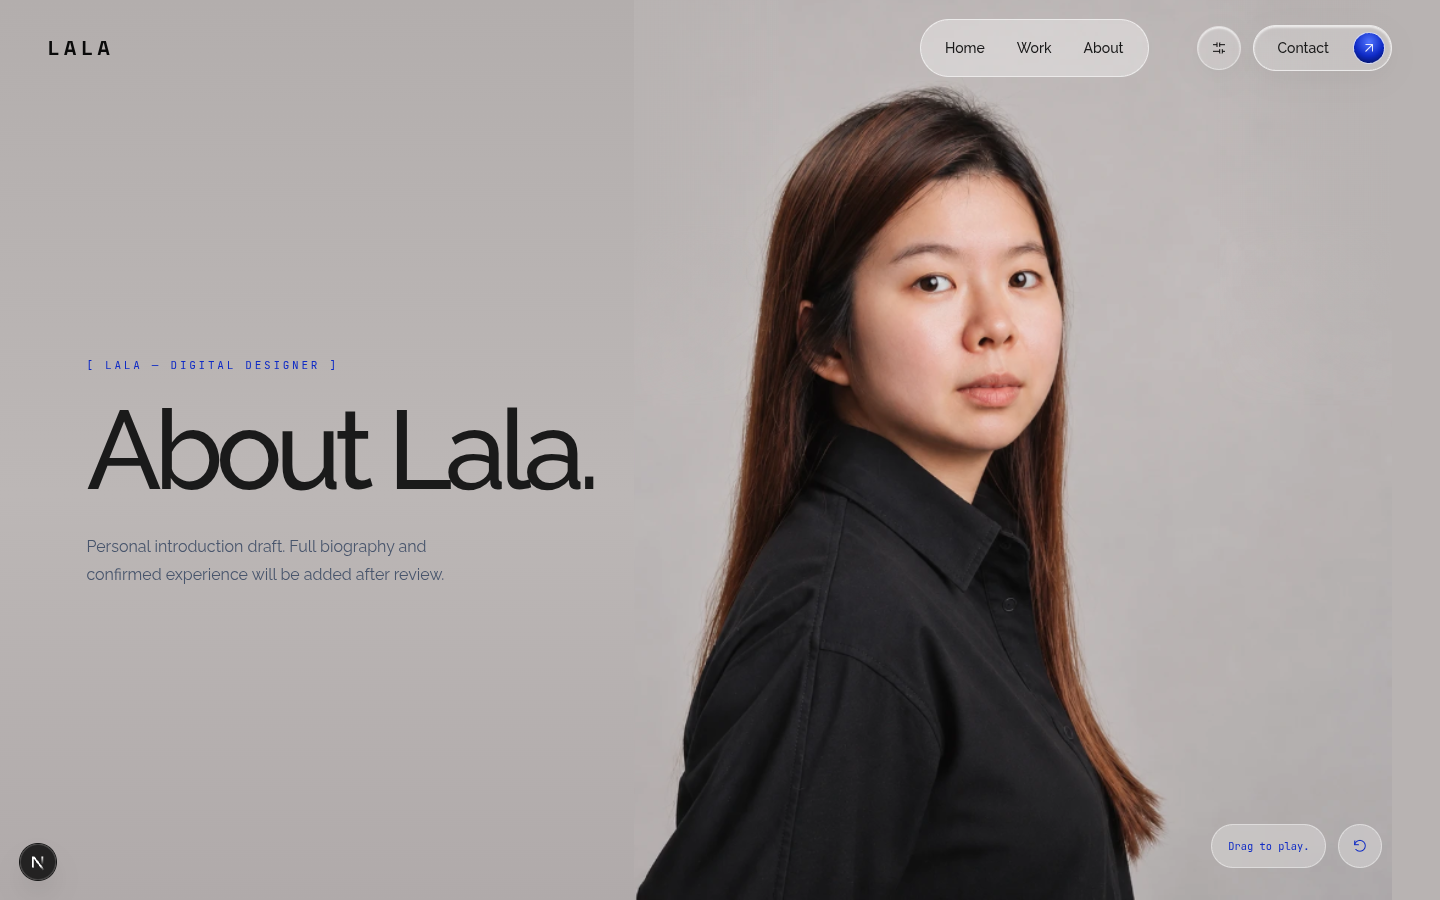 LALA
Home
Work
About
Contact
[ LALA — DIGITAL DESIGNER ]
About Lala.
Personal introduction draft. Full biography and
confirmed experience will be added after review.
N
Drag to play.